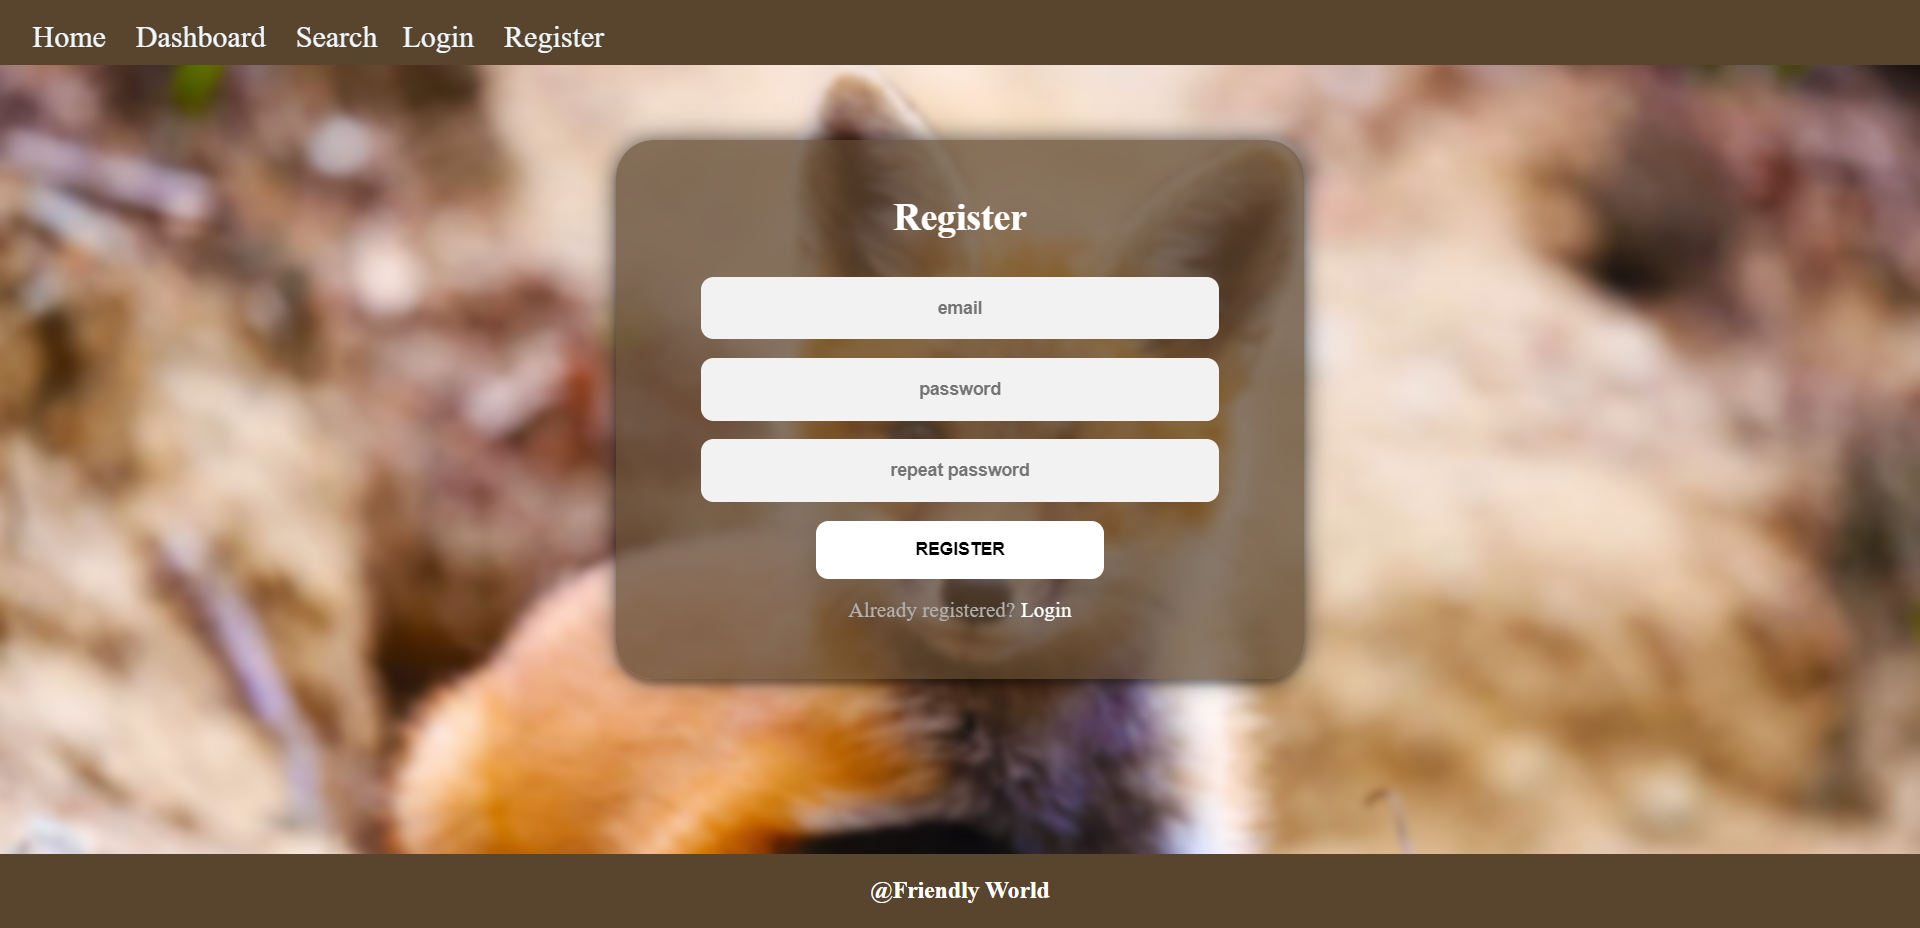 Home Dashboard Search Login Register
Register
email
password
repeat password
REGISTER
Already registered? Login
@Friendly World